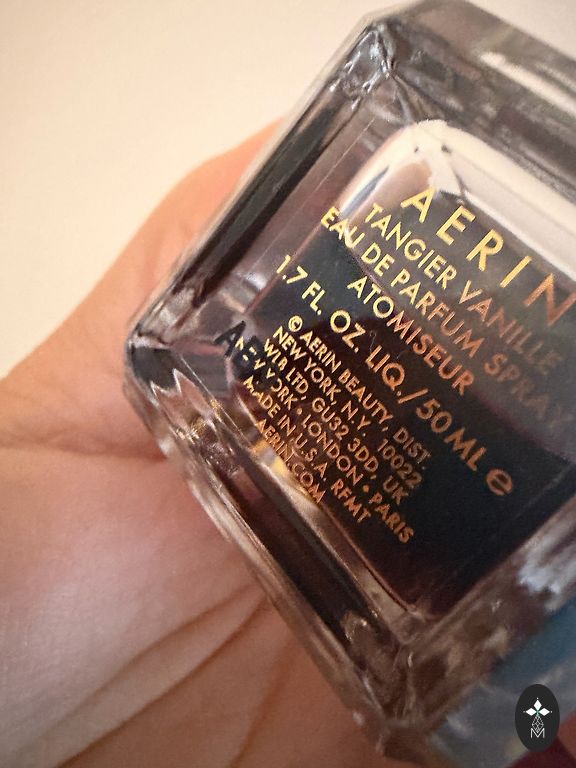 AERIN
TANGIER VANILLE
EAU DE PARFUM SPRAY
ATOMISEUR
1.7 FL. OZ. LIQ./50 ML e
© AERIN BEAUTY, DIST.
NEW YORK, N.Y. 10022
WIB LTD, GU32 3DD, UK
NEW YORK • LONDON • PARIS
MADE IN U.S.A. RFMT
AERIN.COM
M